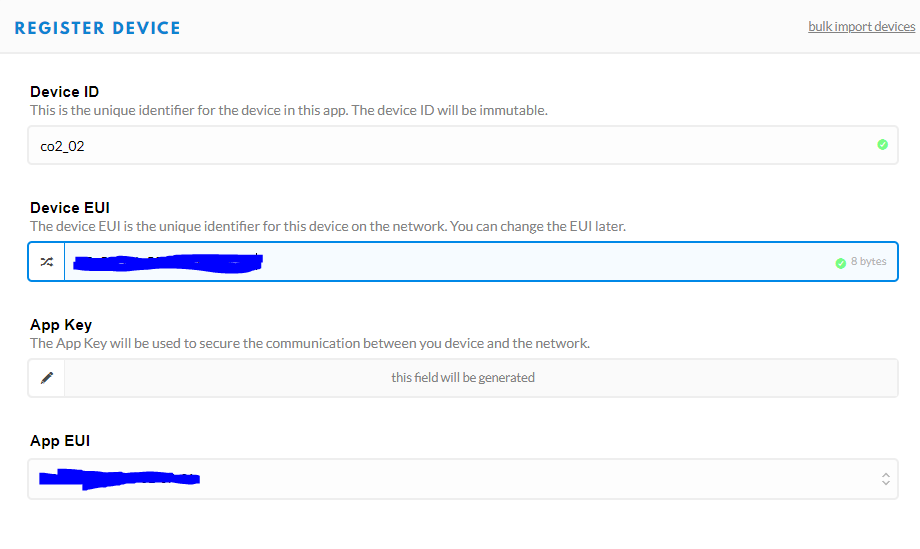 REGISTER DEVICE
bulk import devices
Device ID
This is the unique identifier for the device in this app. The device ID will be immutable.
co2_02
Device EUI
The device EUI is the unique identifier for this device on the network. You can change the EUI later.
8 bytes
App Key
The App Key will be used to secure the communication between you device and the network.
this field will be generated
App EUI